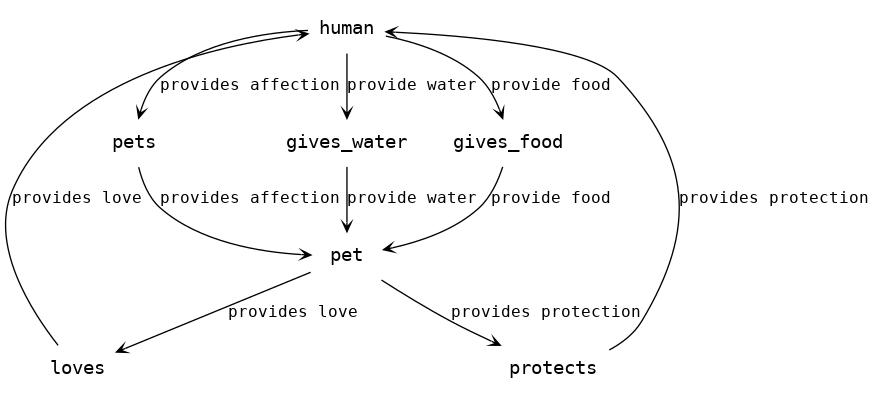 human
provides affection provide water provide food
pets gives_water gives_food
provides love provides affection provide water provide food provides protection
pet
provides love provides protection
loves protects